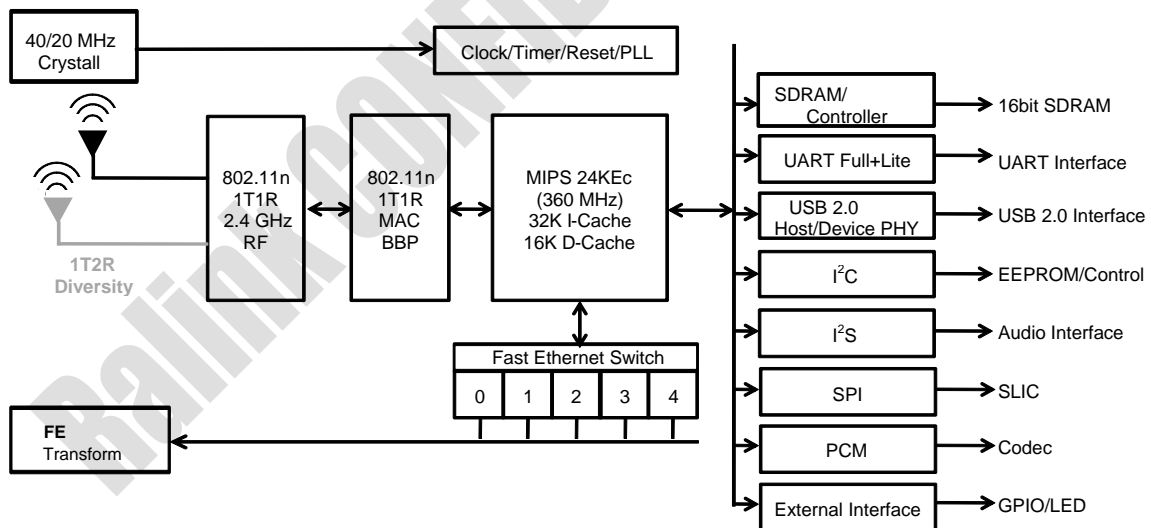 40/20 MHz
Crystall
Clock/Timer/Reset/PLL
1T2R
Diversity
802.11n
1T1R
2.4 GHz
RF
802.11n
1T1R
MAC
BBP
MIPS 24KEc
(360 MHz)
32K I-Cache
16K D-Cache
Fast Ethernet Switch
0 1 2 3 4
FE
Transform
SDRAM/
Controller
16bit SDRAM
UART Full+Lite
UART Interface
USB 2.0
Host/Device PHY
USB 2.0 Interface
I²C
EEPROM/Control
I²S
Audio Interface
SPI
SLIC
PCM
Codec
External Interface
GPIO/LED
Ralink CONFI